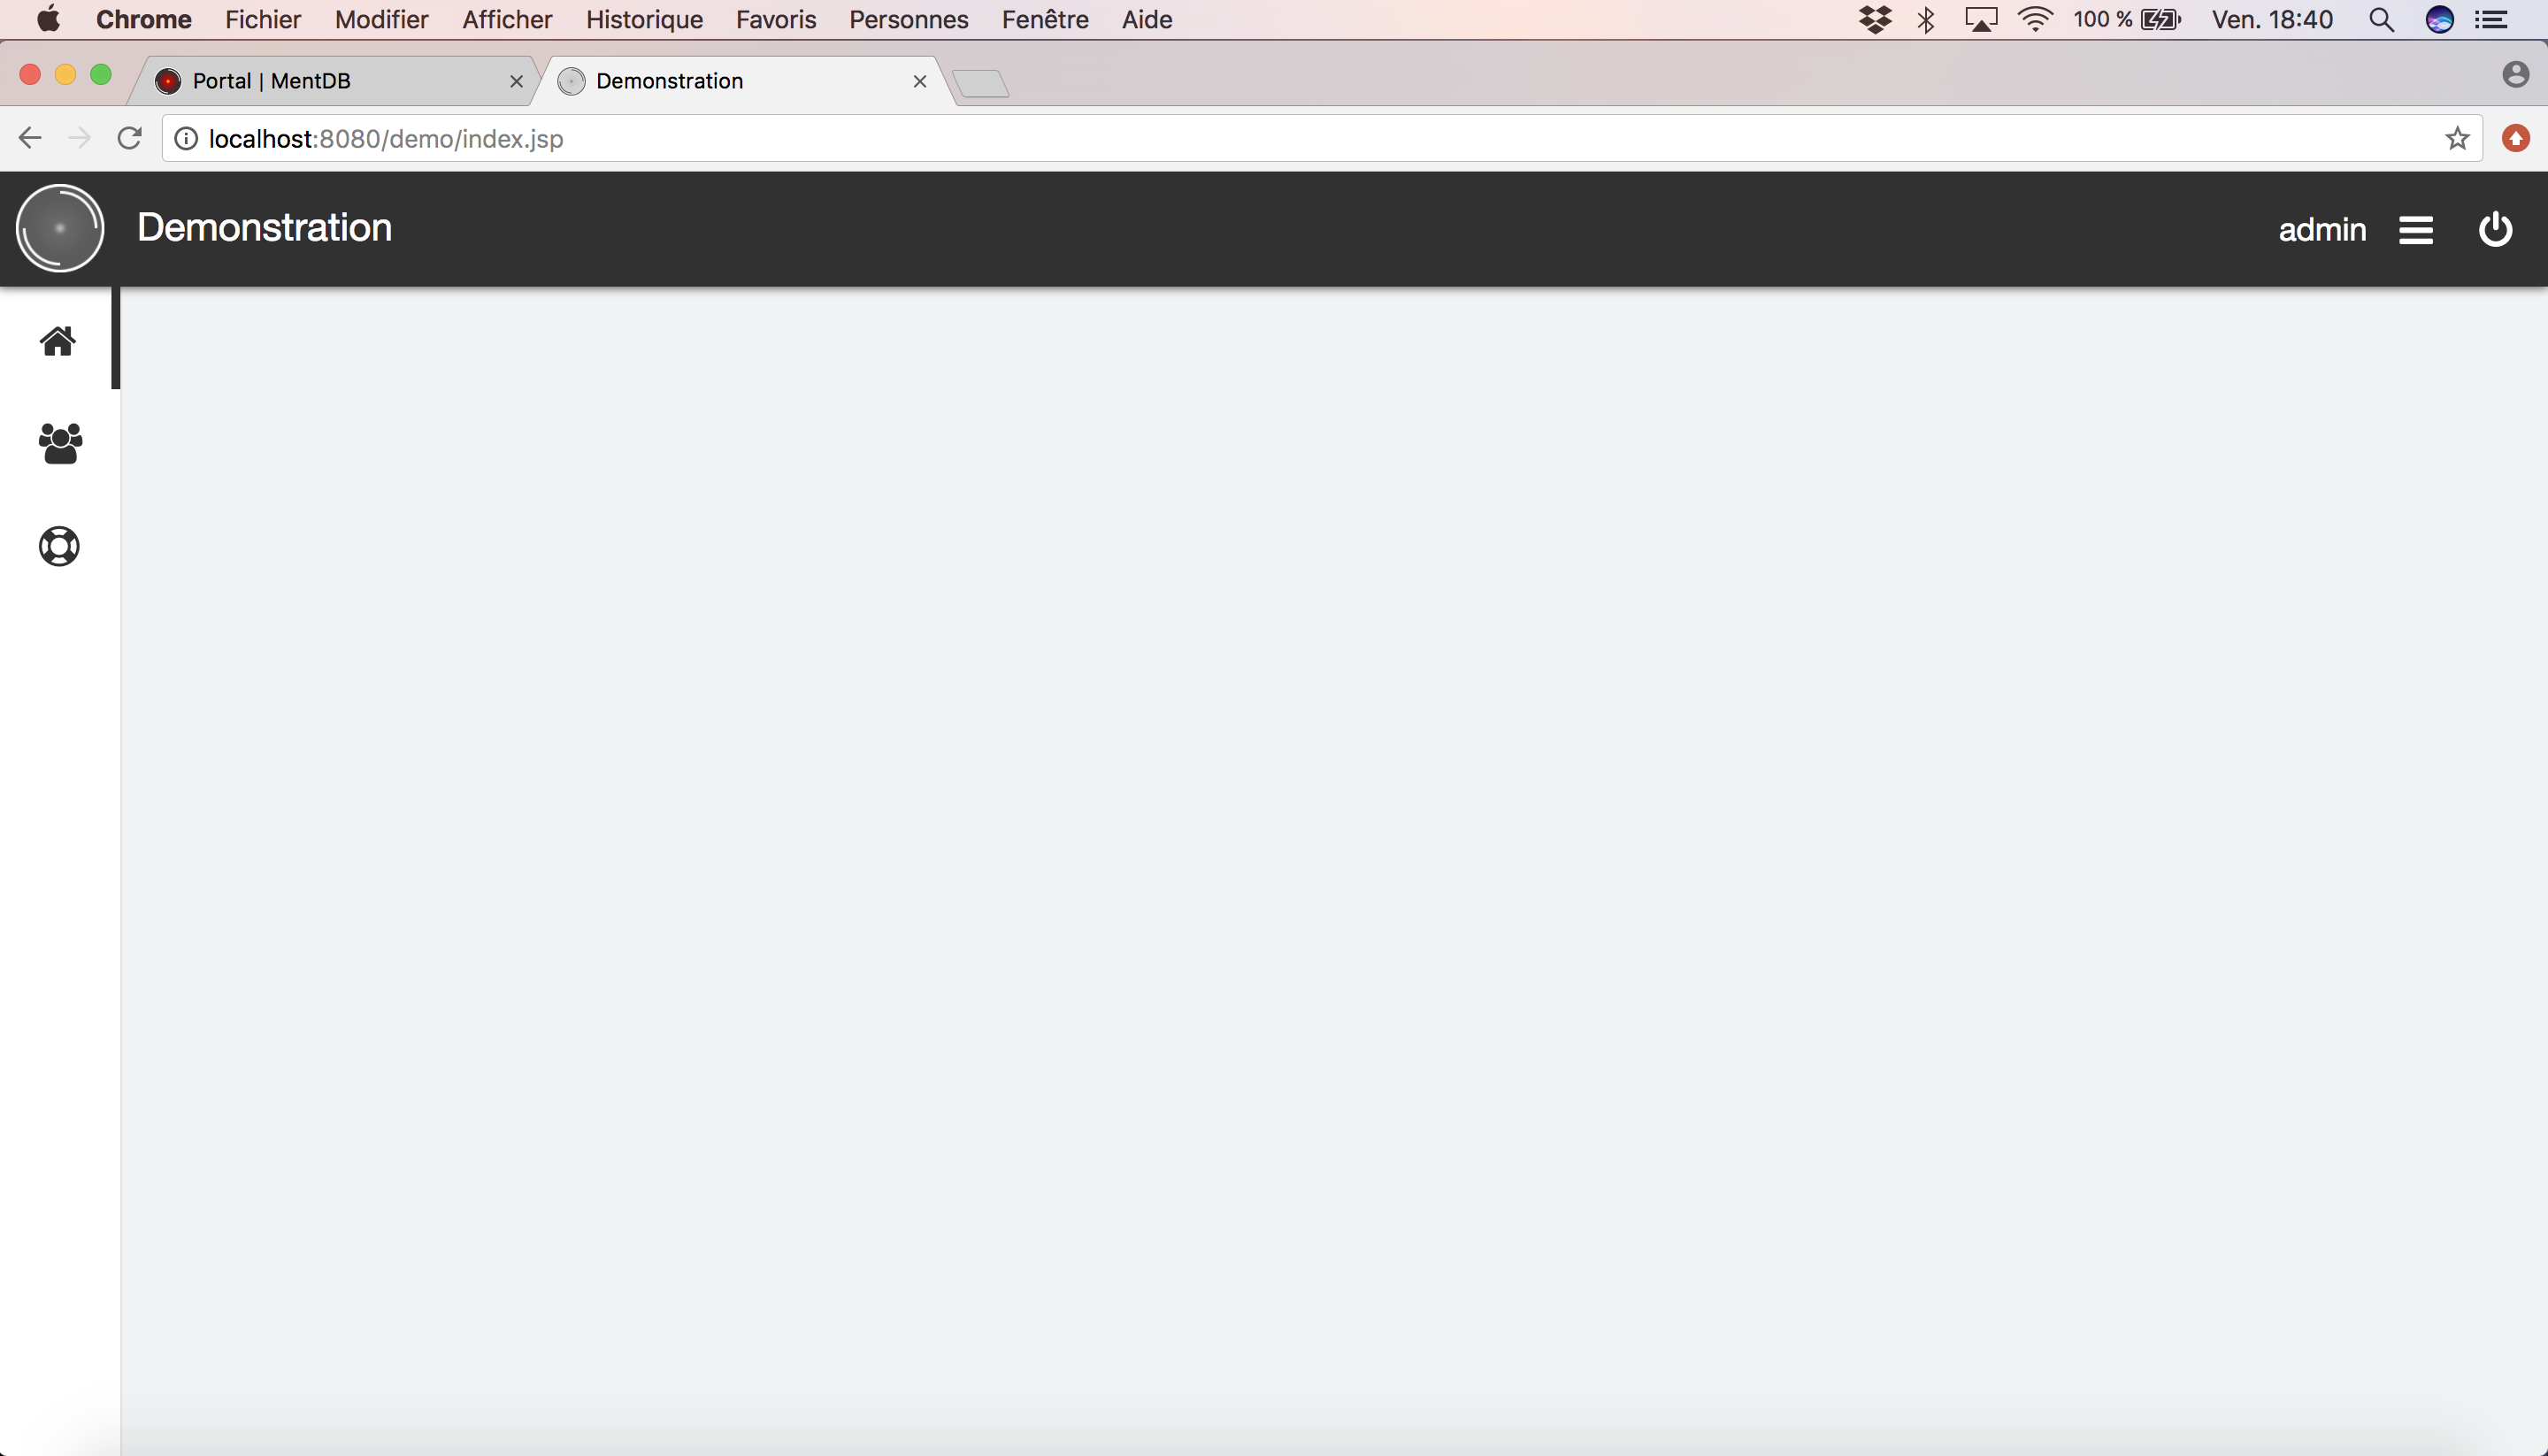 Chrome Fichier Modifier Afficher Historique Favoris Personnes Fenêtre Aide 100 % Ven. 18:40
Portal | MentDB Demonstration
localhost:8080/demo/index.jsp
Demonstration admin